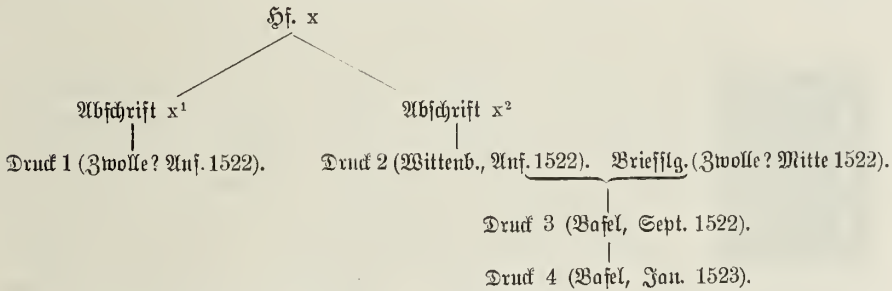 Hs. x
Abschrift x¹ Abschrift x²
Druck 1 (Zwolle? Anf. 1522). Druck 2 (Wittenb., Anf. 1522). Briefslg. (Zwolle? Mitte 1522).
Druck 3 (Basel, Sept. 1522).
Druck 4 (Basel, Jan. 1523).